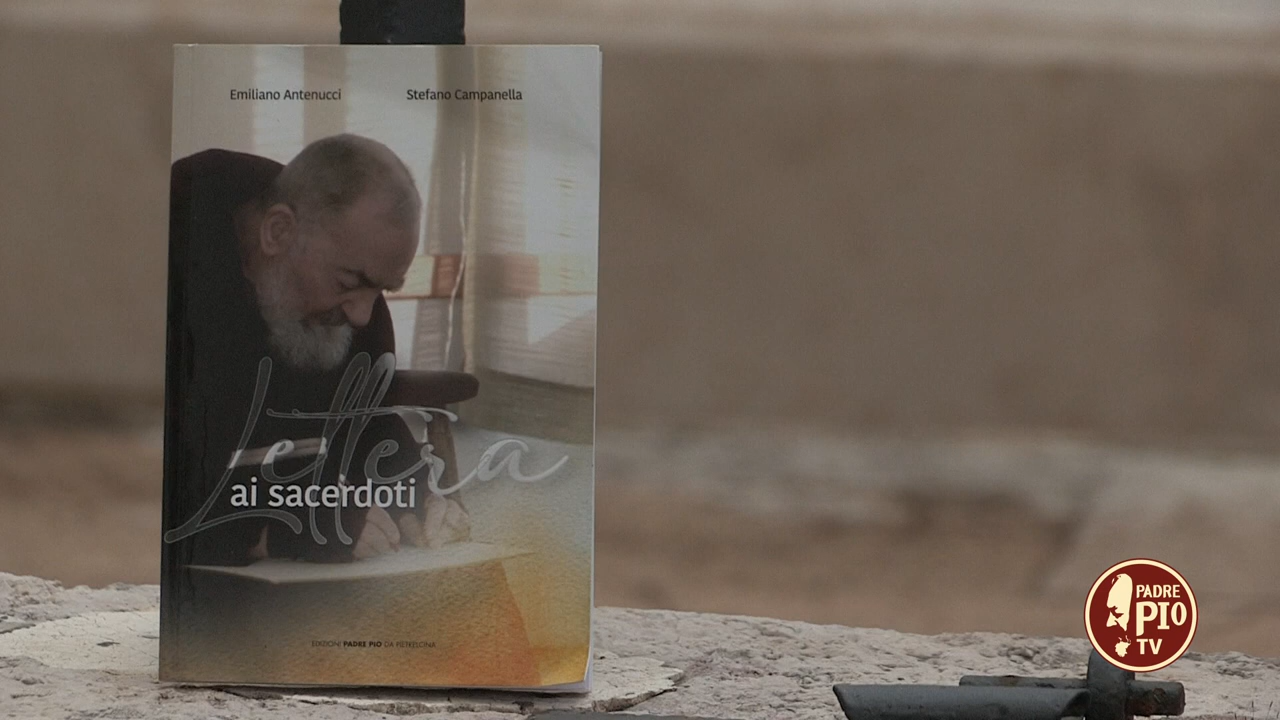 Emiliano Antenucci
Stefano Campanella
Lettera
ai sacerdoti
EDIZIONI PADRE PIO DA PIETRELCINA
PADRE
PIO
TV